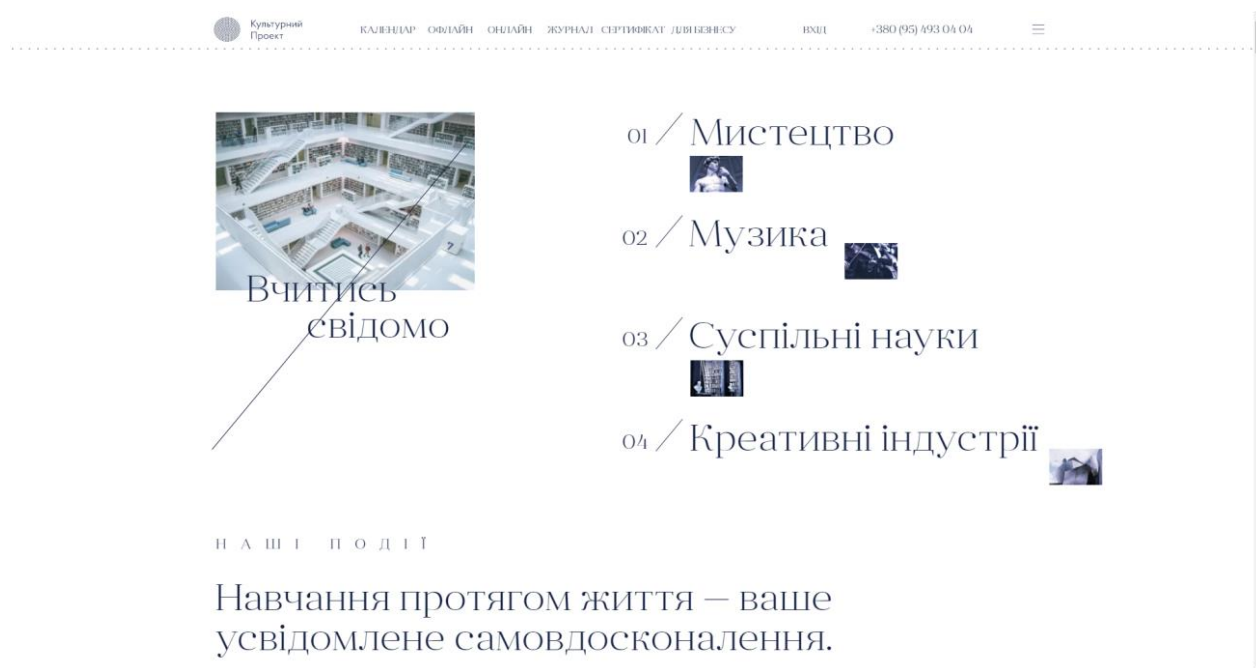 Культурний
Проект
КАЛЕНДАР ОФЛАЙН ОНЛАЙН ЖУРНАЛ СЕРТИФІКАТ ДЛЯ БІЗНЕСУ ВХІД +380 (95) 493 04 04
Вчитись
свідомо
01 Мистецтво
02 Музика
03 Суспільні науки
04 Креативні індустрії
НАШІ ПОДІЇ
Навчання протягом життя — ваше
усвідомлене самовдосконалення.